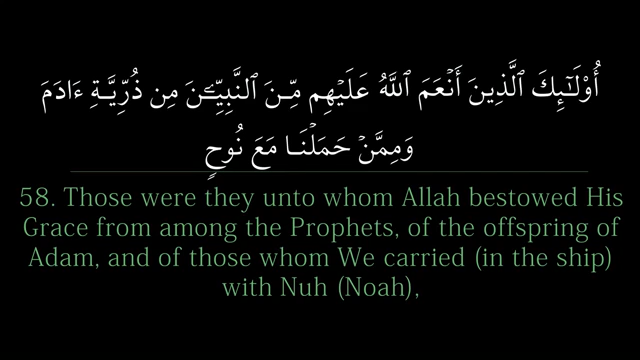 أُوْلَـٰٓئِكَ ٱلَّذِينَ أَنْعَمَ ٱللَّهُ عَلَيْهِم مِّنَ ٱلنَّبِيِّـۧنَ مِن ذُرِّيَّةِ ءَادَمَ
وَمِمَّنْ حَمَلْنَا مَعَ نُوحٍ
58. Those were they unto whom Allah bestowed His
Grace from among the Prophets, of the offspring of
Adam, and of those whom We carried (in the ship)
with Nuh (Noah),